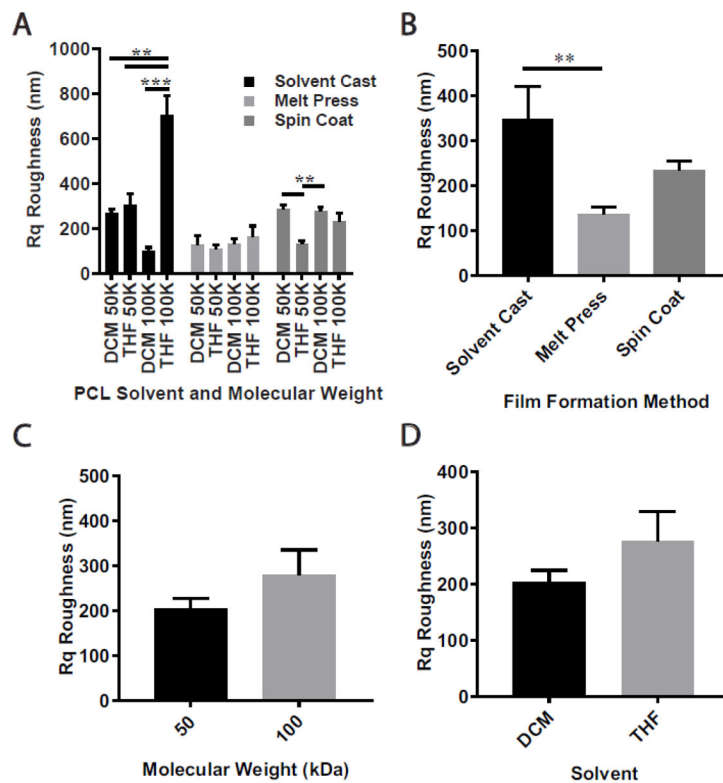 A
Rq Roughness (nm)
1000
800
600
400
200
0
**
***
Solvent Cast
Melt Press
Spin Coat
**
DCM 50K
THF 50K
DCM 100K
THF 100K
DCM 50K
THF 50K
DCM 100K
THF 100K
DCM 50K
THF 50K
DCM 100K
THF 100K
PCL Solvent and Molecular Weight
B
Rq Roughness (nm)
500
400
300
200
100
0
**
Solvent Cast
Melt Press
Spin Coat
Film Formation Method
C
Rq Roughness (nm)
500
400
300
200
100
0
50
100
Molecular Weight (kDa)
D
Rq Roughness (nm)
400
300
200
100
0
DCM
THF
Solvent